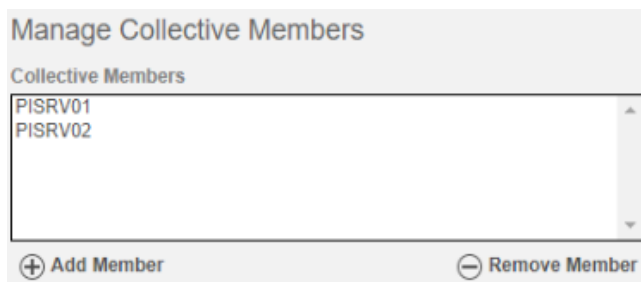 Manage Collective Members
Collective Members
PISRV01
PISRV02
Add Member
Remove Member